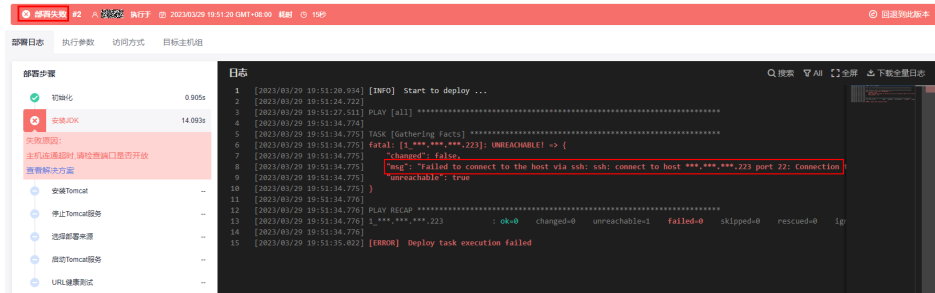 部署失败 #2 执行于 2023/03/29 19:51:20 GMT+08:00 耗时 15秒 回退到此版本
部署日志 执行参数 访问方式 目标主机组
部署步骤
初始化 0.905s
安装JDK 14.093s
失败原因:
主机连通超时,请检查端口是否开放
查看解决方案
安装Tomcat --
停止Tomcat服务 --
选择部署来源 --
启动Tomcat服务 --
URL健康测试 --
日志 搜索 All 全屏 下载全量日志
1 [2023/03/29 19:51:20.934] [INFO] Start to deploy ...
2 [2023/03/29 19:51:24.722]
3 [2023/03/29 19:51:27.511] PLAY [all] ****************************************************************
4 [2023/03/29 19:51:34.774]
5 [2023/03/29 19:51:34.775] TASK [Gathering Facts] ****************************************************
6 [2023/03/29 19:51:34.775] fatal: [1_***.***.***.223]: UNREACHABLE! => {
7 [2023/03/29 19:51:34.775] "changed": false,
8 [2023/03/29 19:51:34.775] "msg": "Failed to connect to the host via ssh: ssh: connect to host ***.***.***.223 port 22: Connection
9 [2023/03/29 19:51:34.775] "unreachable": true
10 [2023/03/29 19:51:34.775] }
11 [2023/03/29 19:51:34.776]
12 [2023/03/29 19:51:34.776] PLAY RECAP ****************************************************************
13 [2023/03/29 19:51:34.776] 1_***.***.***.223 : ok=0 changed=0 unreachable=1 failed=0 skipped=0 rescued=0 ig
14 [2023/03/29 19:51:34.776]
15 [2023/03/29 19:51:35.022] [ERROR] Deploy task execution failed